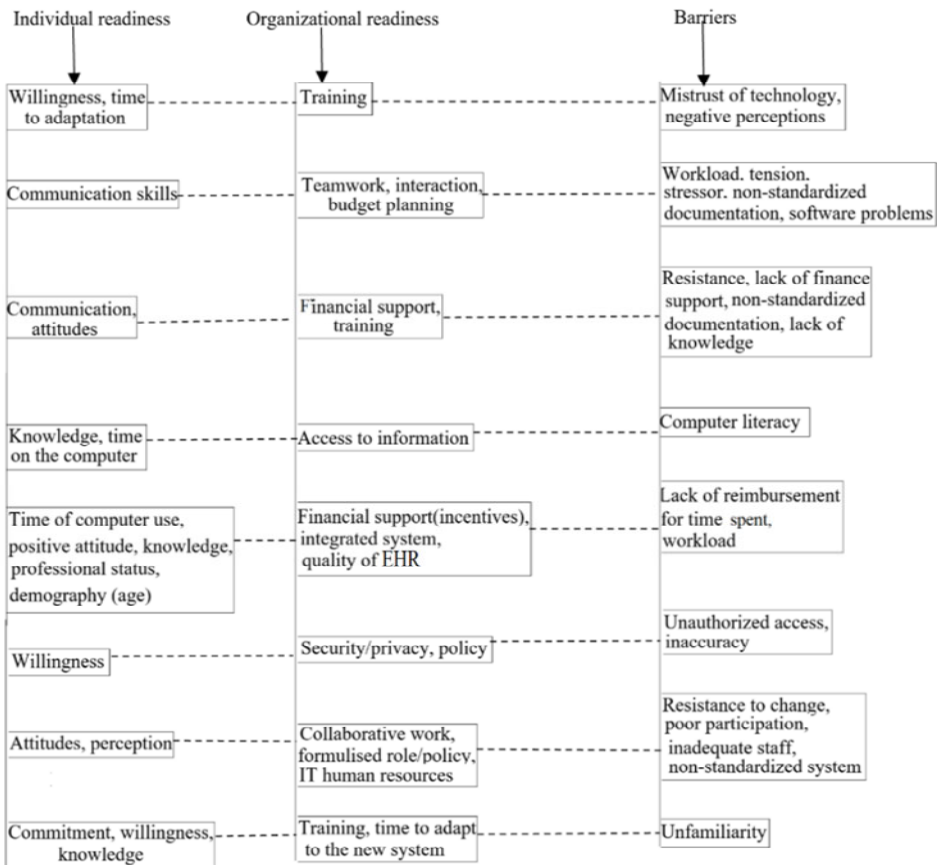 Individual readiness
Organizational readiness
Barriers
Willingness, time
to adaptation
Training
Mistrust of technology,
negative perceptions
Communication skills
Teamwork, interaction,
budget planning
Workload. tension.
stressor. non-standardized
documentation, software problems
Communication,
attitudes
Financial support,
training
Resistance, lack of finance
support, non-standardized
documentation, lack of
knowledge
Knowledge, time
on the computer
Access to information
Computer literacy
Time of computer use,
positive attitude, knowledge,
professional status,
demography (age)
Financial support(incentives),
integrated system,
quality of EHR
Lack of reimbursement
for time spent,
workload
Willingness
Security/privacy, policy
Unauthorized access,
inaccuracy
Attitudes, perception
Collaborative work,
formulised role/policy,
IT human resources
Resistance to change,
poor participation,
inadequate staff,
non-standardized system
Commitment, willingness,
knowledge
Training, time to adapt
to the new system
Unfamiliarity